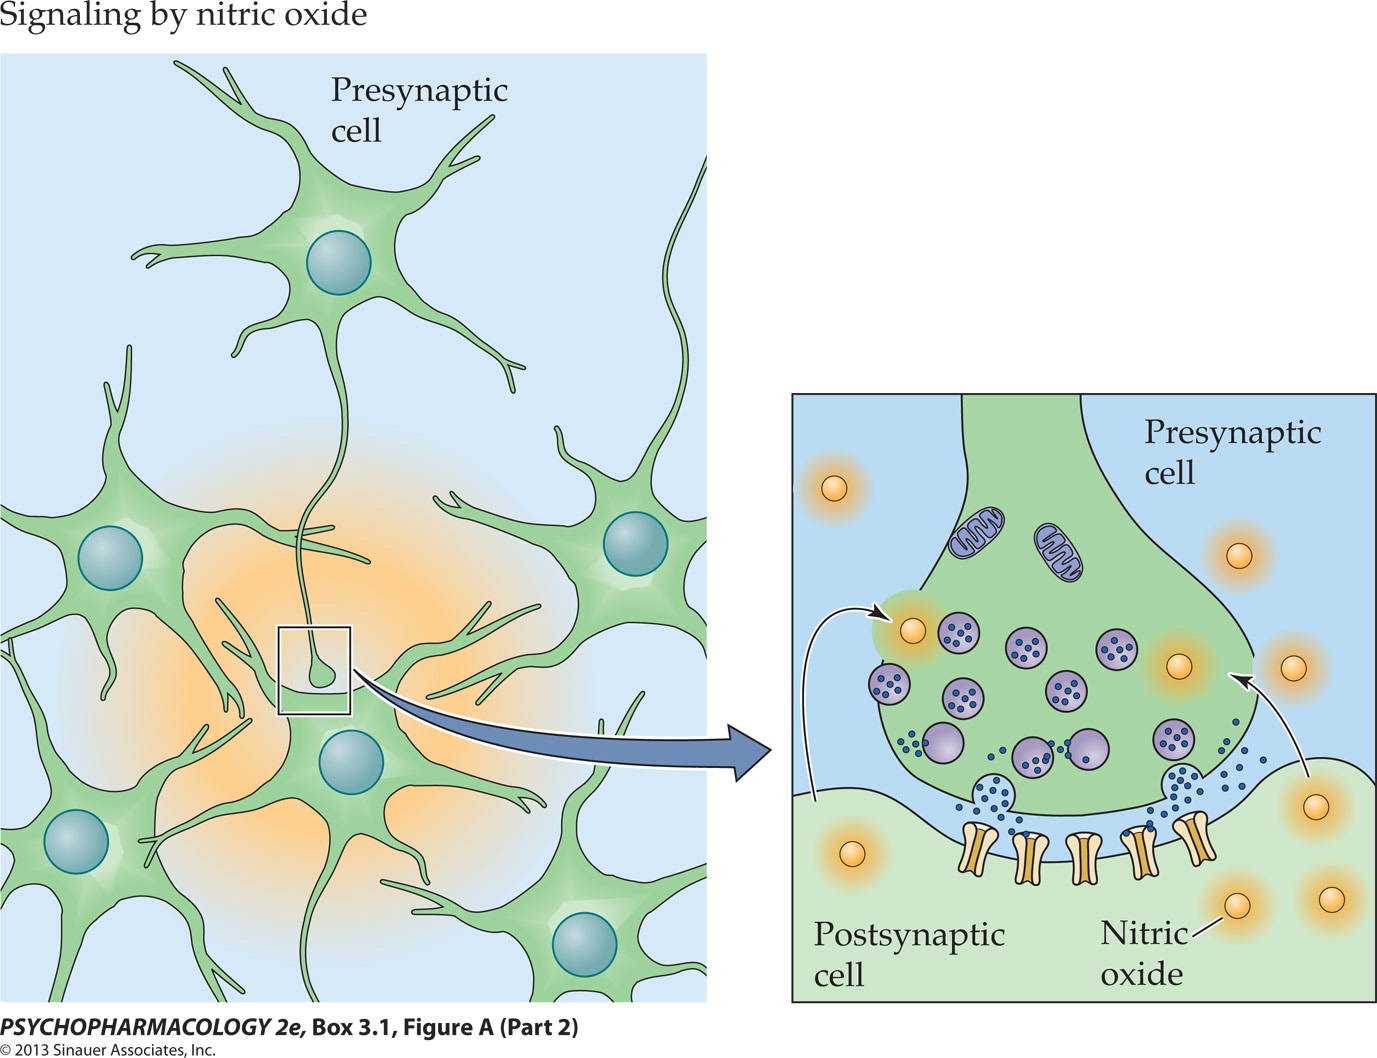 Signaling by nitric oxide
Presynaptic
cell
Presynaptic
cell
Postsynaptic
cell
Nitric
oxide
PSYCHOPHARMACOLOGY 2e, Box 3.1, Figure A (Part 2)
© 2013 Sinauer Associates, Inc.